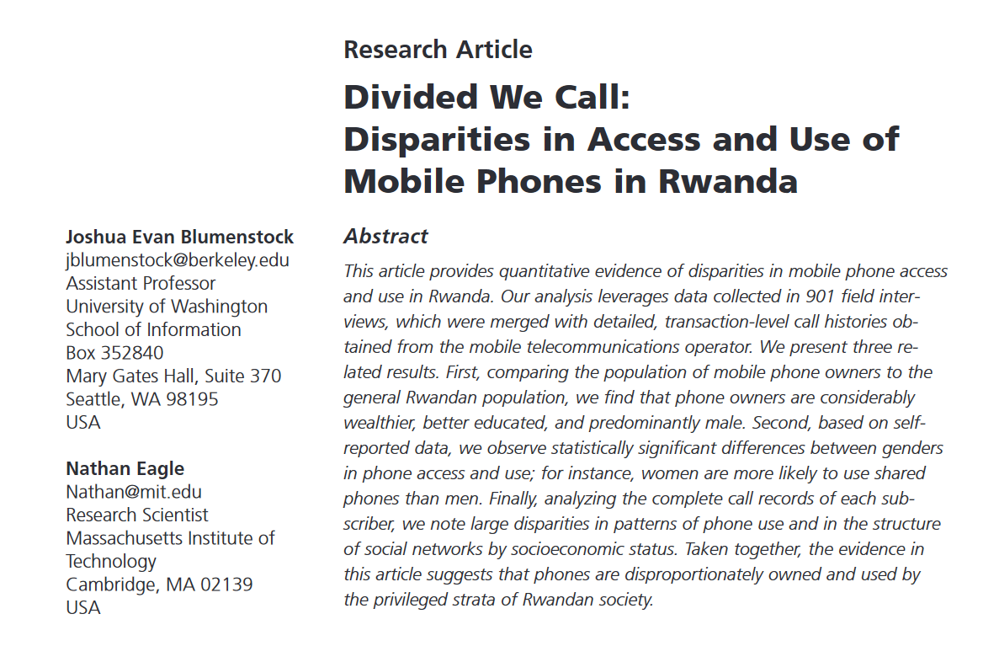 Research Article
Divided We Call:
Disparities in Access and Use of
Mobile Phones in Rwanda
Joshua Evan Blumenstock
jblumenstock@berkeley.edu
Assistant Professor
University of Washington
School of Information
Box 352840
Mary Gates Hall, Suite 370
Seattle, WA 98195
USA
Nathan Eagle
Nathan@mit.edu
Research Scientist
Massachusetts Institute of
Technology
Cambridge, MA 02139
USA
Abstract
This article provides quantitative evidence of disparities in mobile phone access
and use in Rwanda. Our analysis leverages data collected in 901 field inter-
views, which were merged with detailed, transaction-level call histories ob-
tained from the mobile telecommunications operator. We present three re-
lated results. First, comparing the population of mobile phone owners to the
general Rwandan population, we find that phone owners are considerably
wealthier, better educated, and predominantly male. Second, based on self-
reported data, we observe statistically significant differences between genders
in phone access and use; for instance, women are more likely to use shared
phones than men. Finally, analyzing the complete call records of each sub-
scriber, we note large disparities in patterns of phone use and in the structure
of social networks by socioeconomic status. Taken together, the evidence in
this article suggests that phones are disproportionately owned and used by
the privileged strata of Rwandan society.